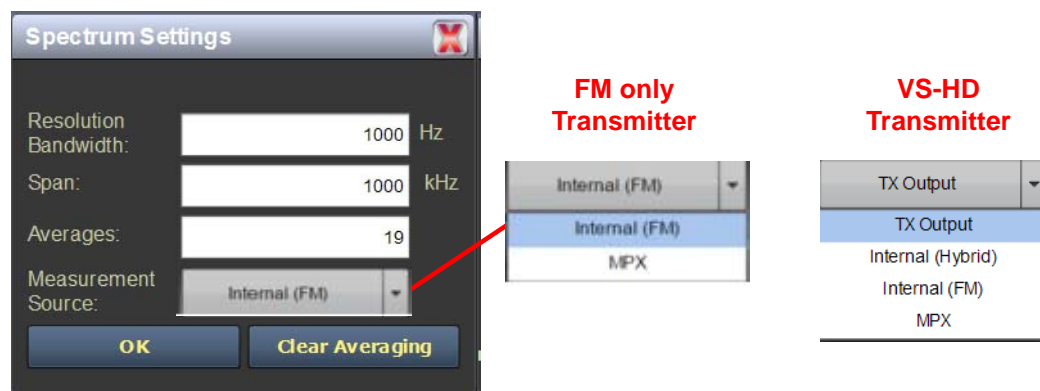 Spectrum Settings
Resolution
Bandwidth:
1000 Hz
Span:
1000 kHz
Averages:
19
Measurement
Source:
Internal (FM)
OK
Clear Averaging
FM only
Transmitter
Internal (FM)
Internal (FM)
MPX
VS-HD
Transmitter
TX Output
TX Output
Internal (Hybrid)
Internal (FM)
MPX